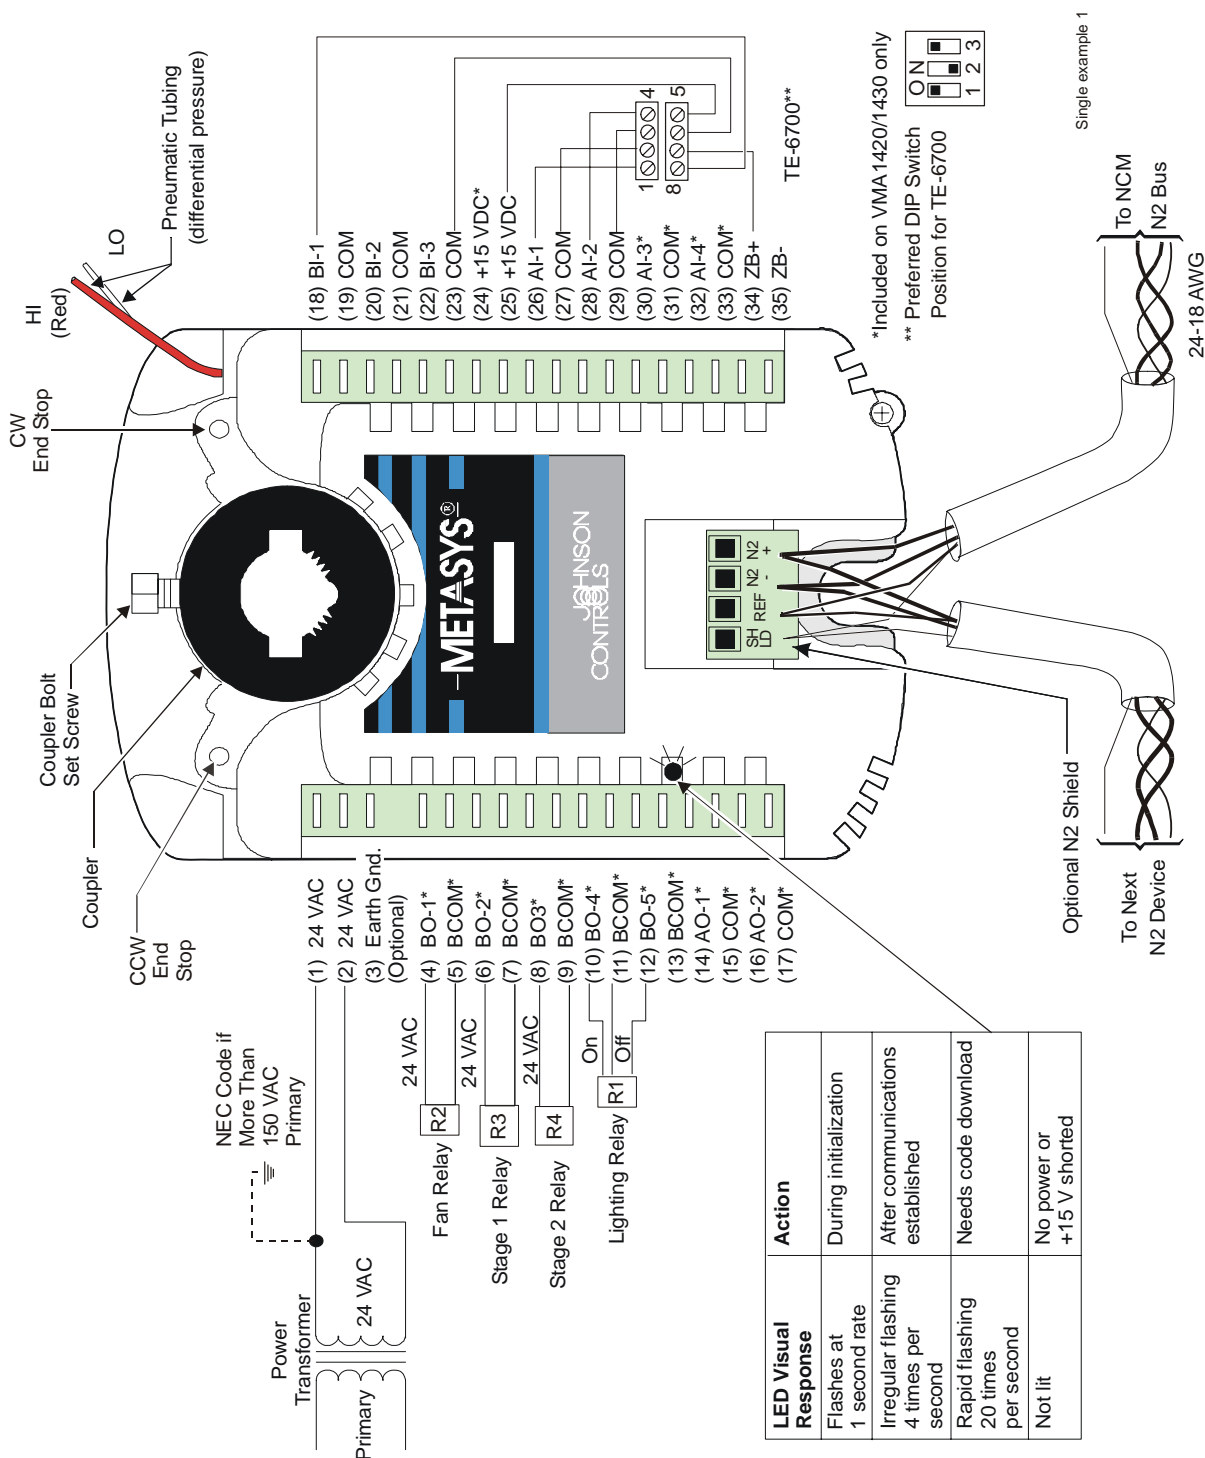 HI
(Red)
LO
Pneumatic Tubing
(differential pressure)
CW
End Stop
Coupler Bolt
Set Screw
Coupler
CCW
End
Stop
(18) BI-1
(19) COM
(20) BI-2
(21) COM
(22) BI-3
(23) COM
(24) +15 VDC*
(25) +15 VDC
(26) AI-1
(27) COM
(28) AI-2
(29) COM
(30) AI-3*
(31) COM*
(32) AI-4*
(33) COM*
(34) ZB+
(35) ZB-
1
4
8
5
TE-6700**
*Included on VMA1420/1430 only
** Preferred DIP Switch
Position for TE-6700
ON
1 2 3
Single example 1
METASYS®
JOHNSON
CONTROLS
SH
LD
REF
N2
-
N2
+
To NCM
N2 Bus
24-18 AWG
Optional N2 Shield
To Next
N2 Device
(1) 24 VAC
(2) 24 VAC
(3) Earth Gnd.
(Optional)
(4) BO-1*
(5) BCOM*
(6) BO-2*
(7) BCOM*
(8) BO3*
(9) BCOM*
(10) BO-4*
(11) BCOM*
(12) BO-5*
(13) BCOM*
(14) AO-1*
(15) COM*
(16) AO-2*
(17) COM*
NEC Code if
More Than
150 VAC
Primary
Power
Transformer
Primary
24 VAC
24 VAC
R2
Fan Relay
24 VAC
R3
Stage 1 Relay
24 VAC
R4
Stage 2 Relay
On
Off
R1
Lighting Relay
LED Visual
Response
Action
Flashes at
1 second rate
During initialization
Irregular flashing
4 times per
second
After communications
established
Rapid flashing
20 times
per second
Needs code download
Not lit
No power or
+15 V shorted